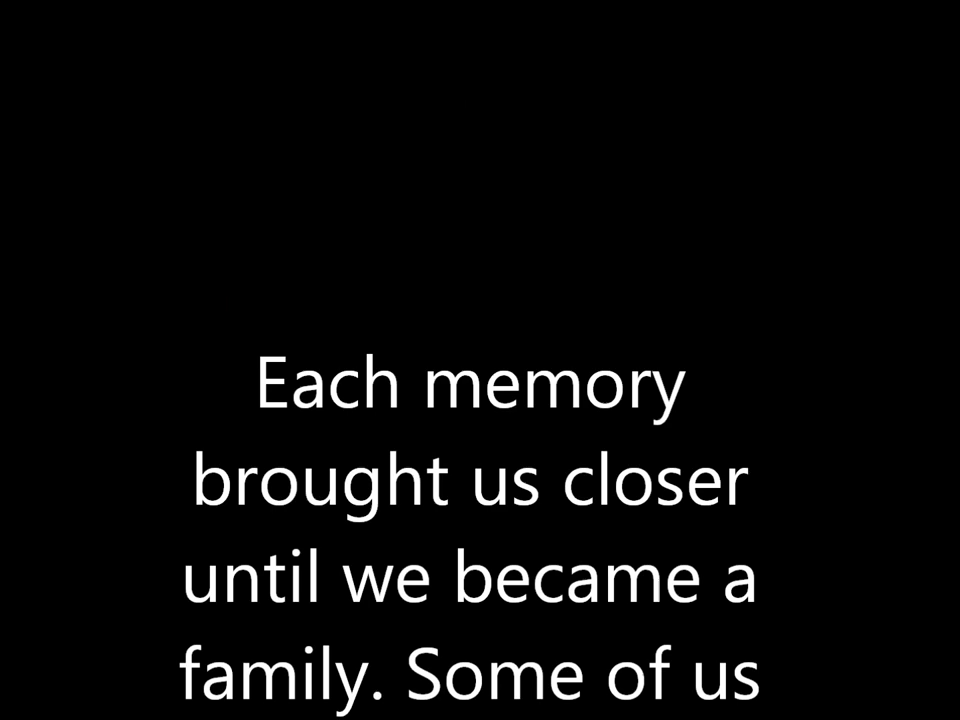 Each memory
brought us closer
until we became a
family. Some of us